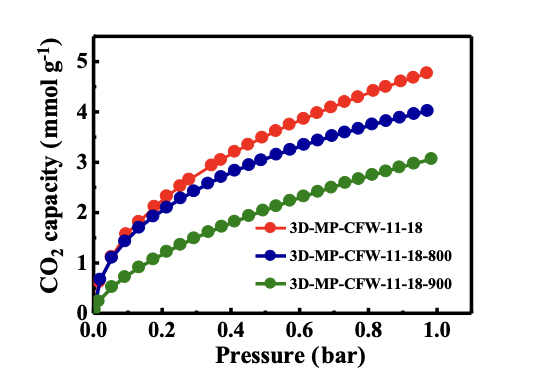 CO2 capacity (mmol g-1)
5
4
3
2
1
0
3D-MP-CFW-11-18
3D-MP-CFW-11-18-800
3D-MP-CFW-11-18-900
0.0 0.2 0.4 0.6 0.8 1.0
Pressure (bar)